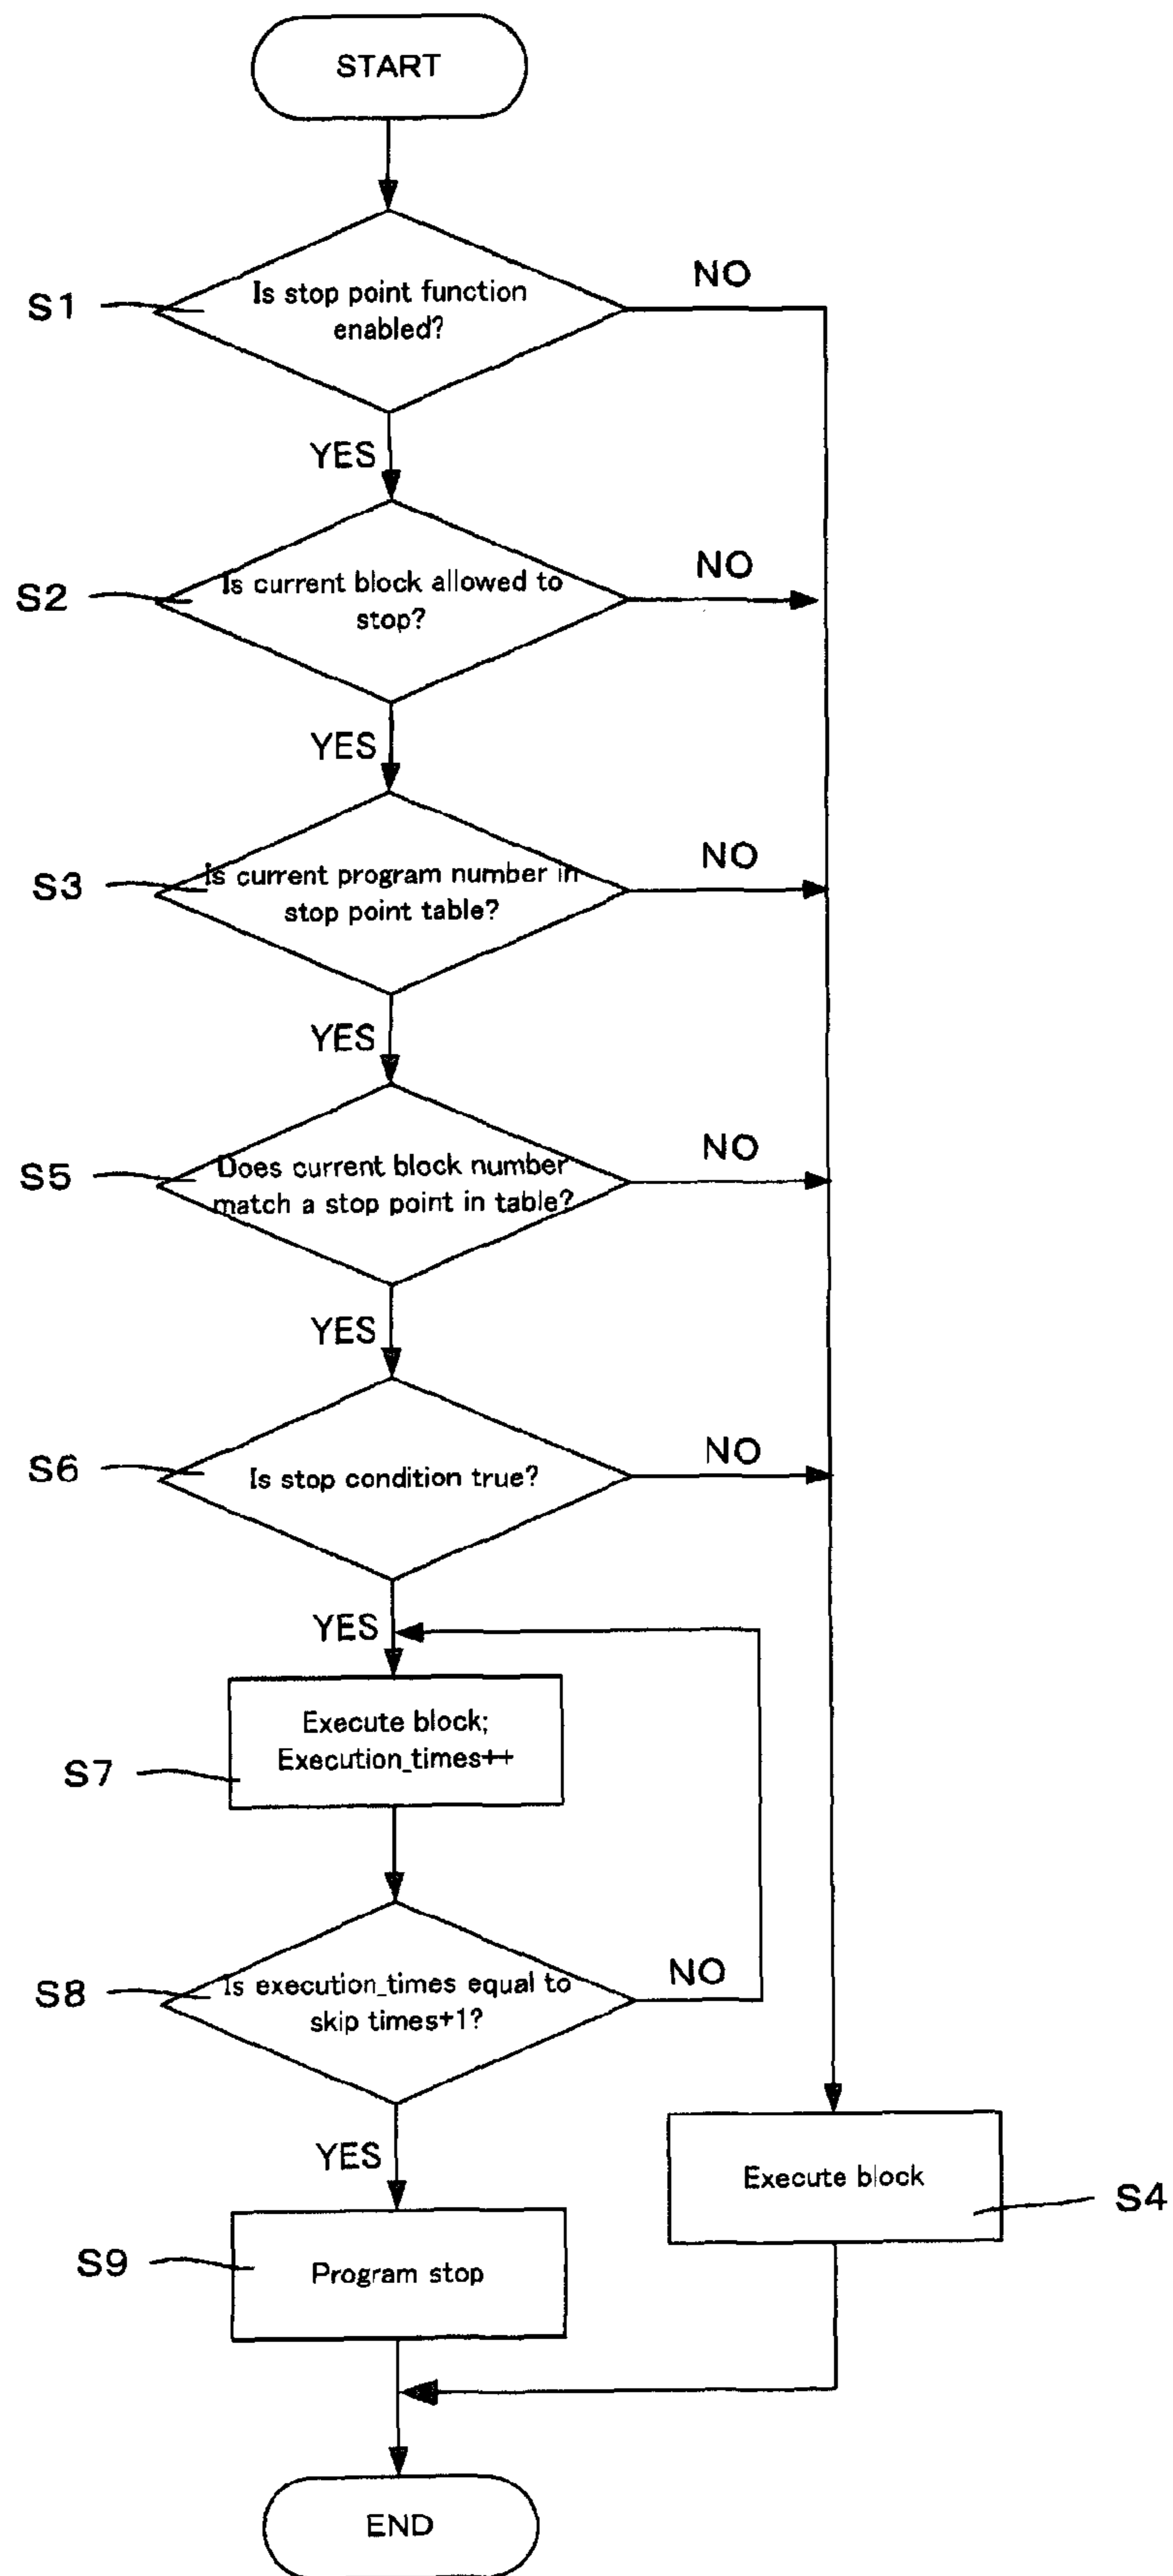 START
S1
Is stop point function
enabled?
NO
YES
S2
Is current block allowed to
stop?
NO
YES
S3
Is current program number in
stop point table?
NO
YES
S5
Does current block number
match a stop point in table?
NO
YES
S6
Is stop condition true?
NO
YES
S7
Execute block;
Execution_times++
S8
Is execution_times equal to
skip times+1?
NO
YES
S9
Program stop
Execute block
S4
END